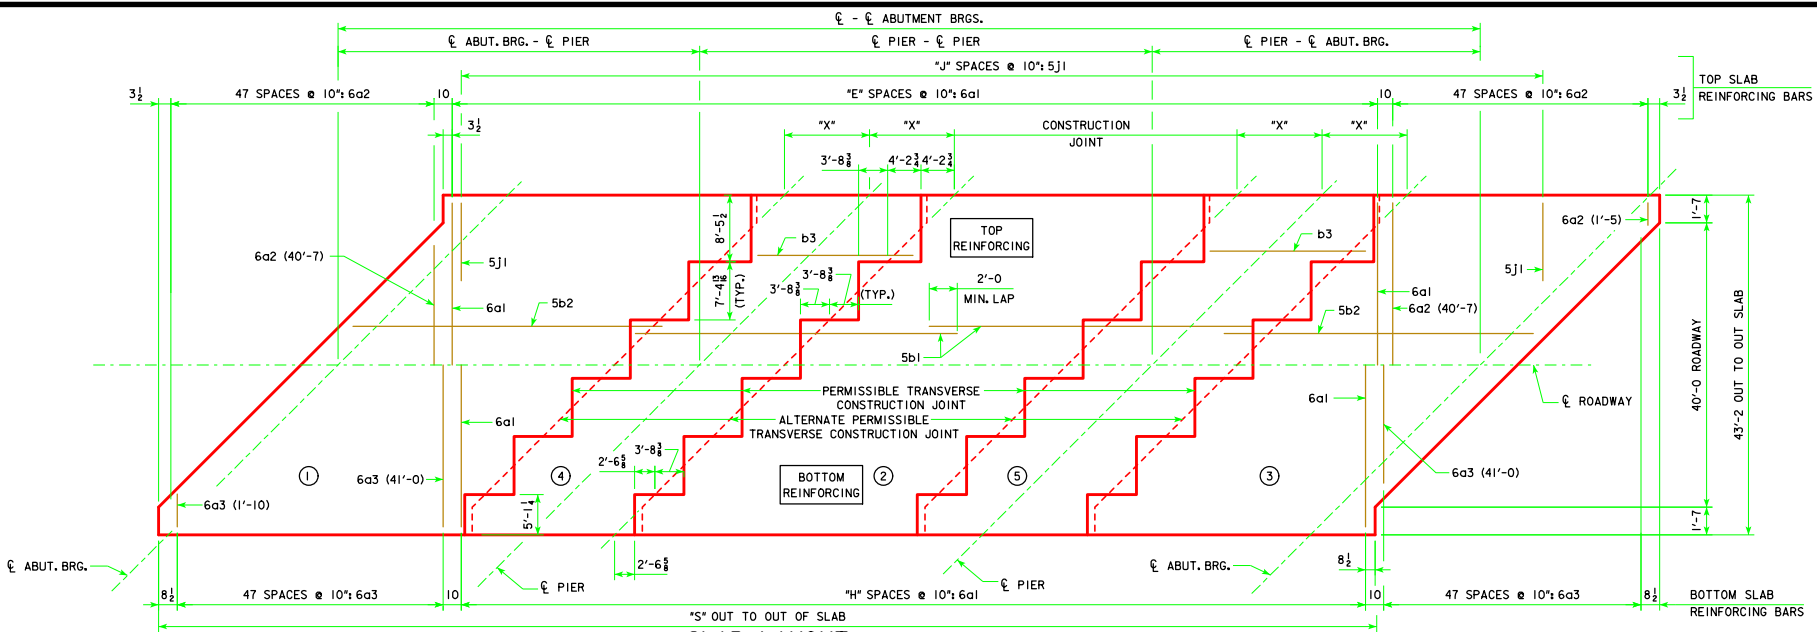 ℄ - ℄ ABUTMENT BRGS.
℄ ABUT. BRG. - ℄ PIER
℄ PIER - ℄ PIER
℄ PIER - ℄ ABUT. BRG.
"J" SPACES @ 10": 5j1
3½
47 SPACES @ 10": 6a2
10
"E" SPACES @ 10": 6a1
10
47 SPACES @ 10": 6a2
3½
TOP SLAB
REINFORCING BARS
3½
"X"
"X"
CONSTRUCTION
JOINT
"X"
"X"
3'-8⅜
4'-2¾
4'-2¾
8'-5½
TOP
REINFORCING
6a2 (1'-5)
1'-7
b3
b3
6a2 (40'-7)
5j1
5j1
7'-4 13/16
(TYP.)
3'-8⅜
3'-8⅜
(TYP.)
2'-0
MIN. LAP
6a1
5b2
6a1
6a2 (40'-7)
5b2
5b1
40'-0 ROADWAY
43'-2 OUT TO OUT SLAB
PERMISSIBLE TRANSVERSE
CONSTRUCTION JOINT
6a1
℄ ROADWAY
6a1
ALTERNATE PERMISSIBLE
TRANSVERSE CONSTRUCTION JOINT
2'-6⅝
3'-8⅜
1
6a3 (41'-0)
4
BOTTOM
REINFORCING
2
5
3
6a3 (41'-0)
6a3 (1'-10)
5'-1¼
1'-7
℄ ABUT. BRG.
℄ PIER
2'-6⅝
℄ PIER
℄ ABUT. BRG.
8½
8½
47 SPACES @ 10": 6a3
10
"H" SPACES @ 10": 6a1
10
47 SPACES @ 10": 6a3
8½
BOTTOM SLAB
REINFORCING BARS
"S" OUT TO OUT OF SLAB